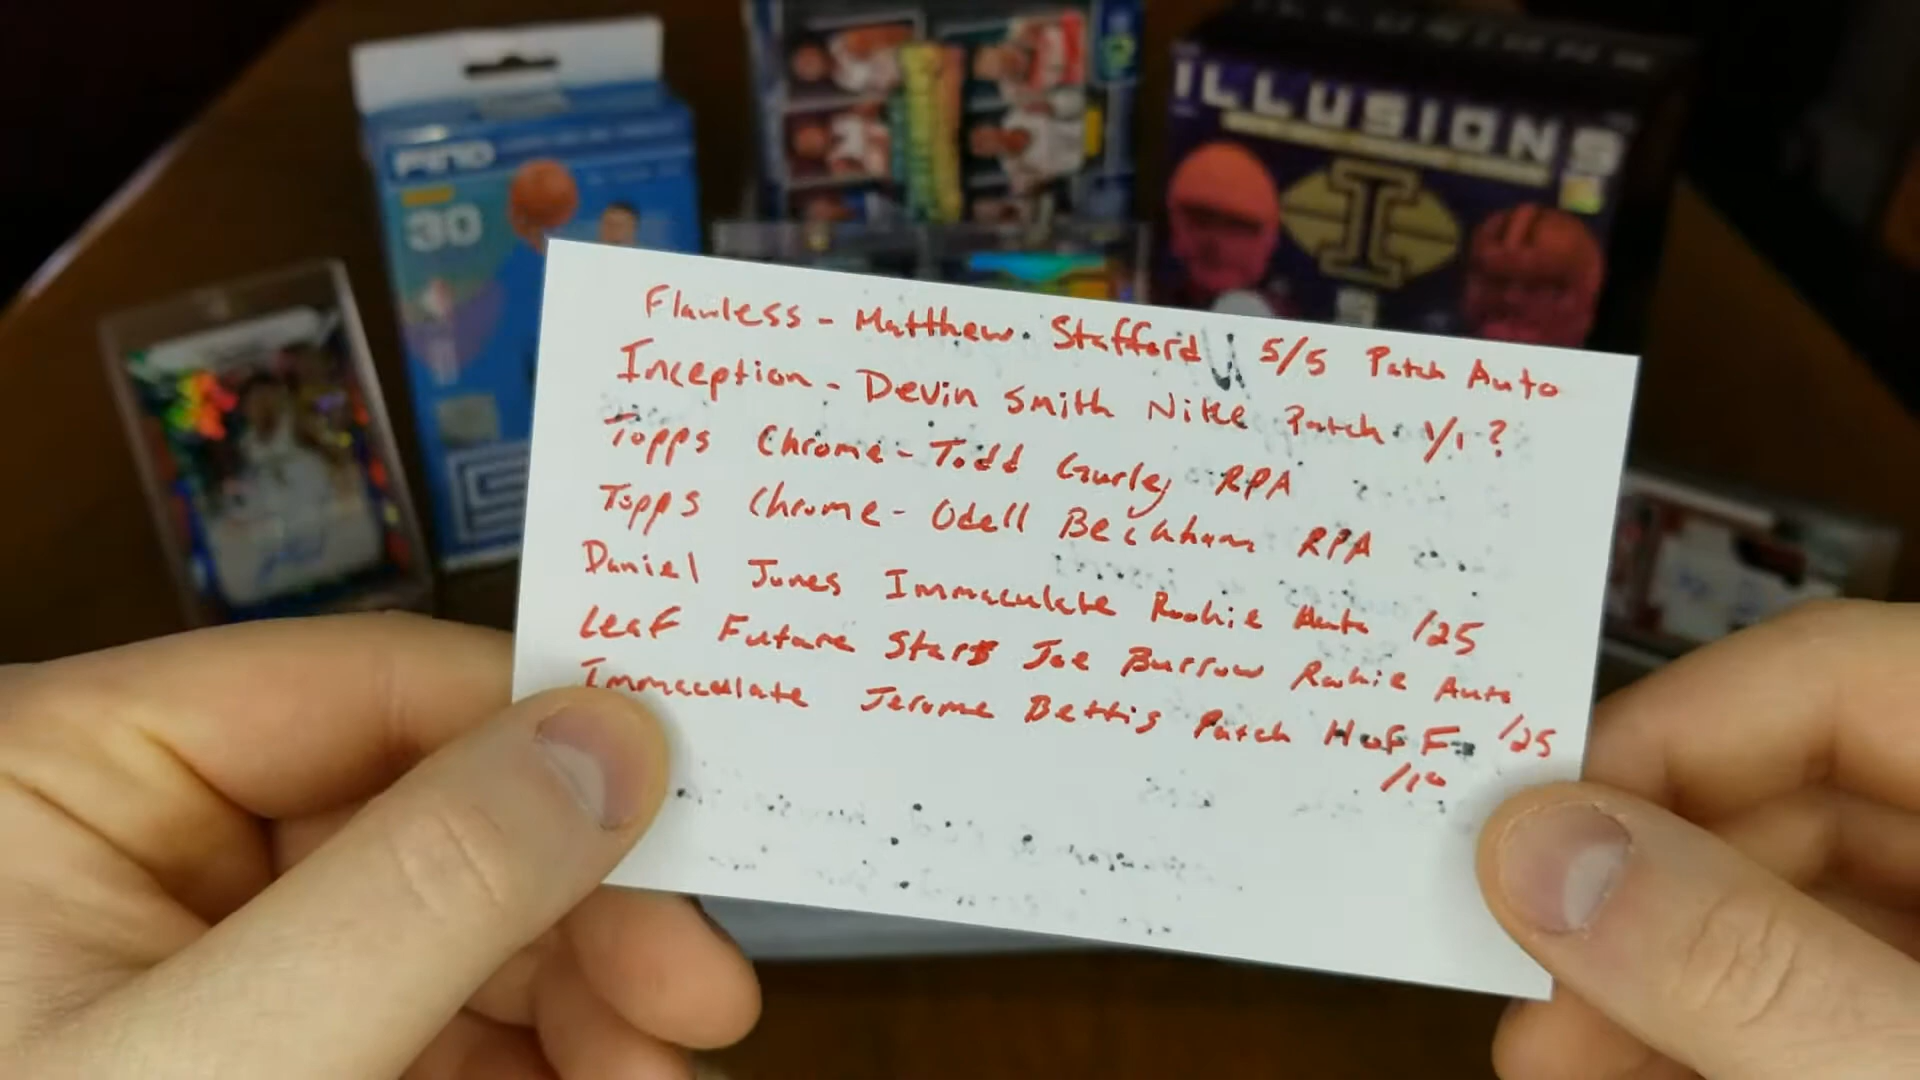 ILLUSIONS
FIND
30
Flawless - Matthew Stafford 5/5 Patch Auto
Inception - Devin Smith Nike Patch 1/1 ?
Topps Chrome - Todd Gurley RPA
Topps Chrome - Odell Beckham RPA
Daniel Jones Immaculate Rookie Auto /25
Leaf Future Stars Joe Burrow Rookie Auto
Immaculate Jerome Bettis Patch HofF /25
/10